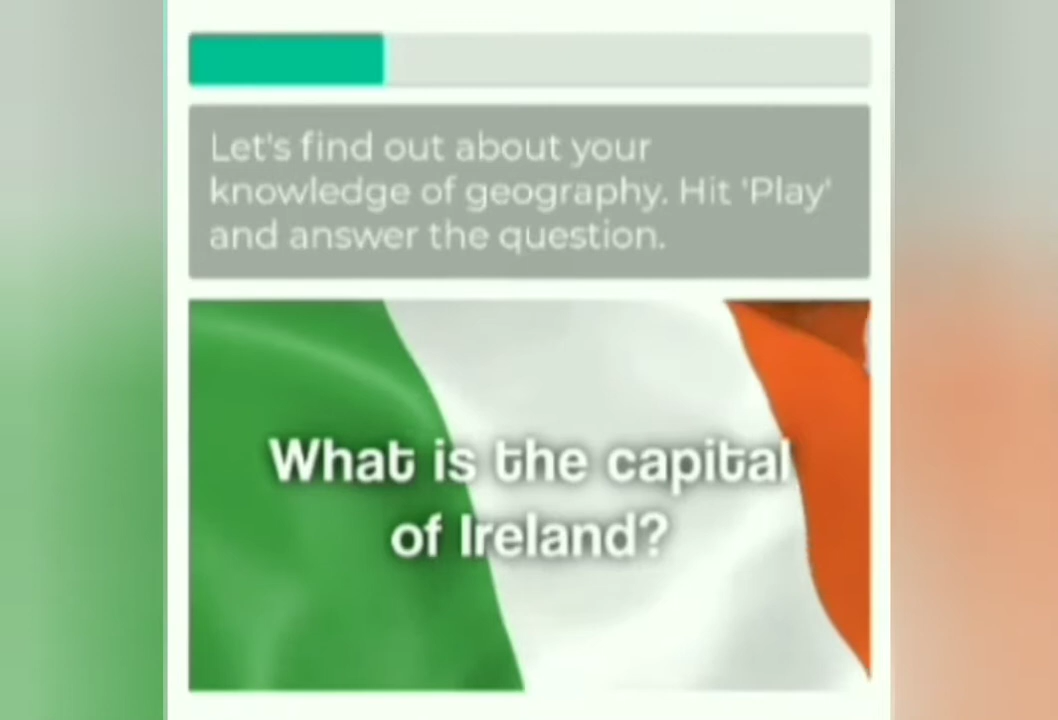 Let's find out about your
knowledge of geography. Hit 'Play'
and answer the question.
What is the capital
of Ireland?